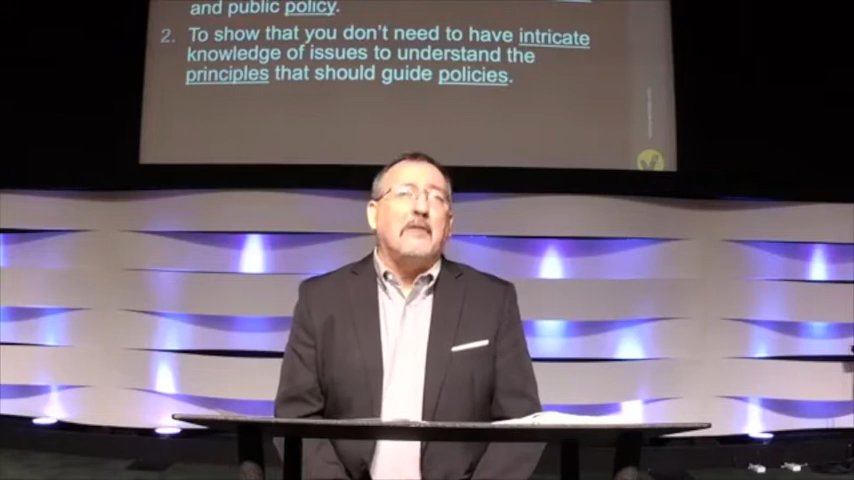 and public policy.
2. To show that you don't need to have intricate
knowledge of issues to understand the
principles that should guide policies.